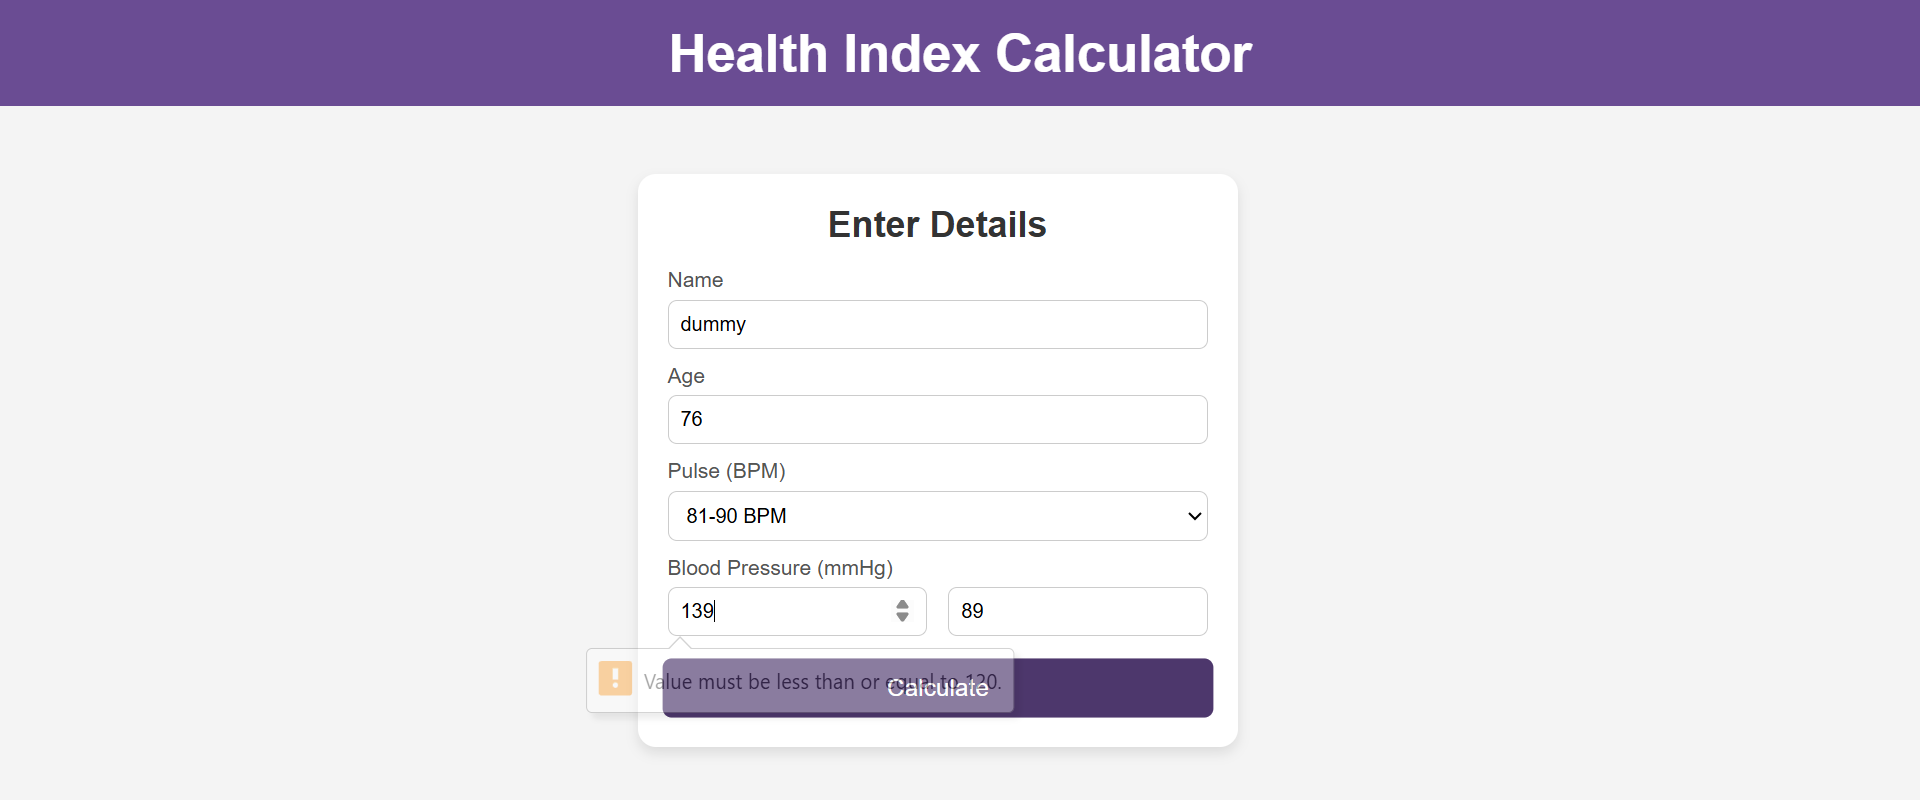 Health Index Calculator
Enter Details
Name
dummy
Age
76
Pulse (BPM)
81-90 BPM
Blood Pressure (mmHg)
139 89
Value must be less than or equal to 130.
Calculate